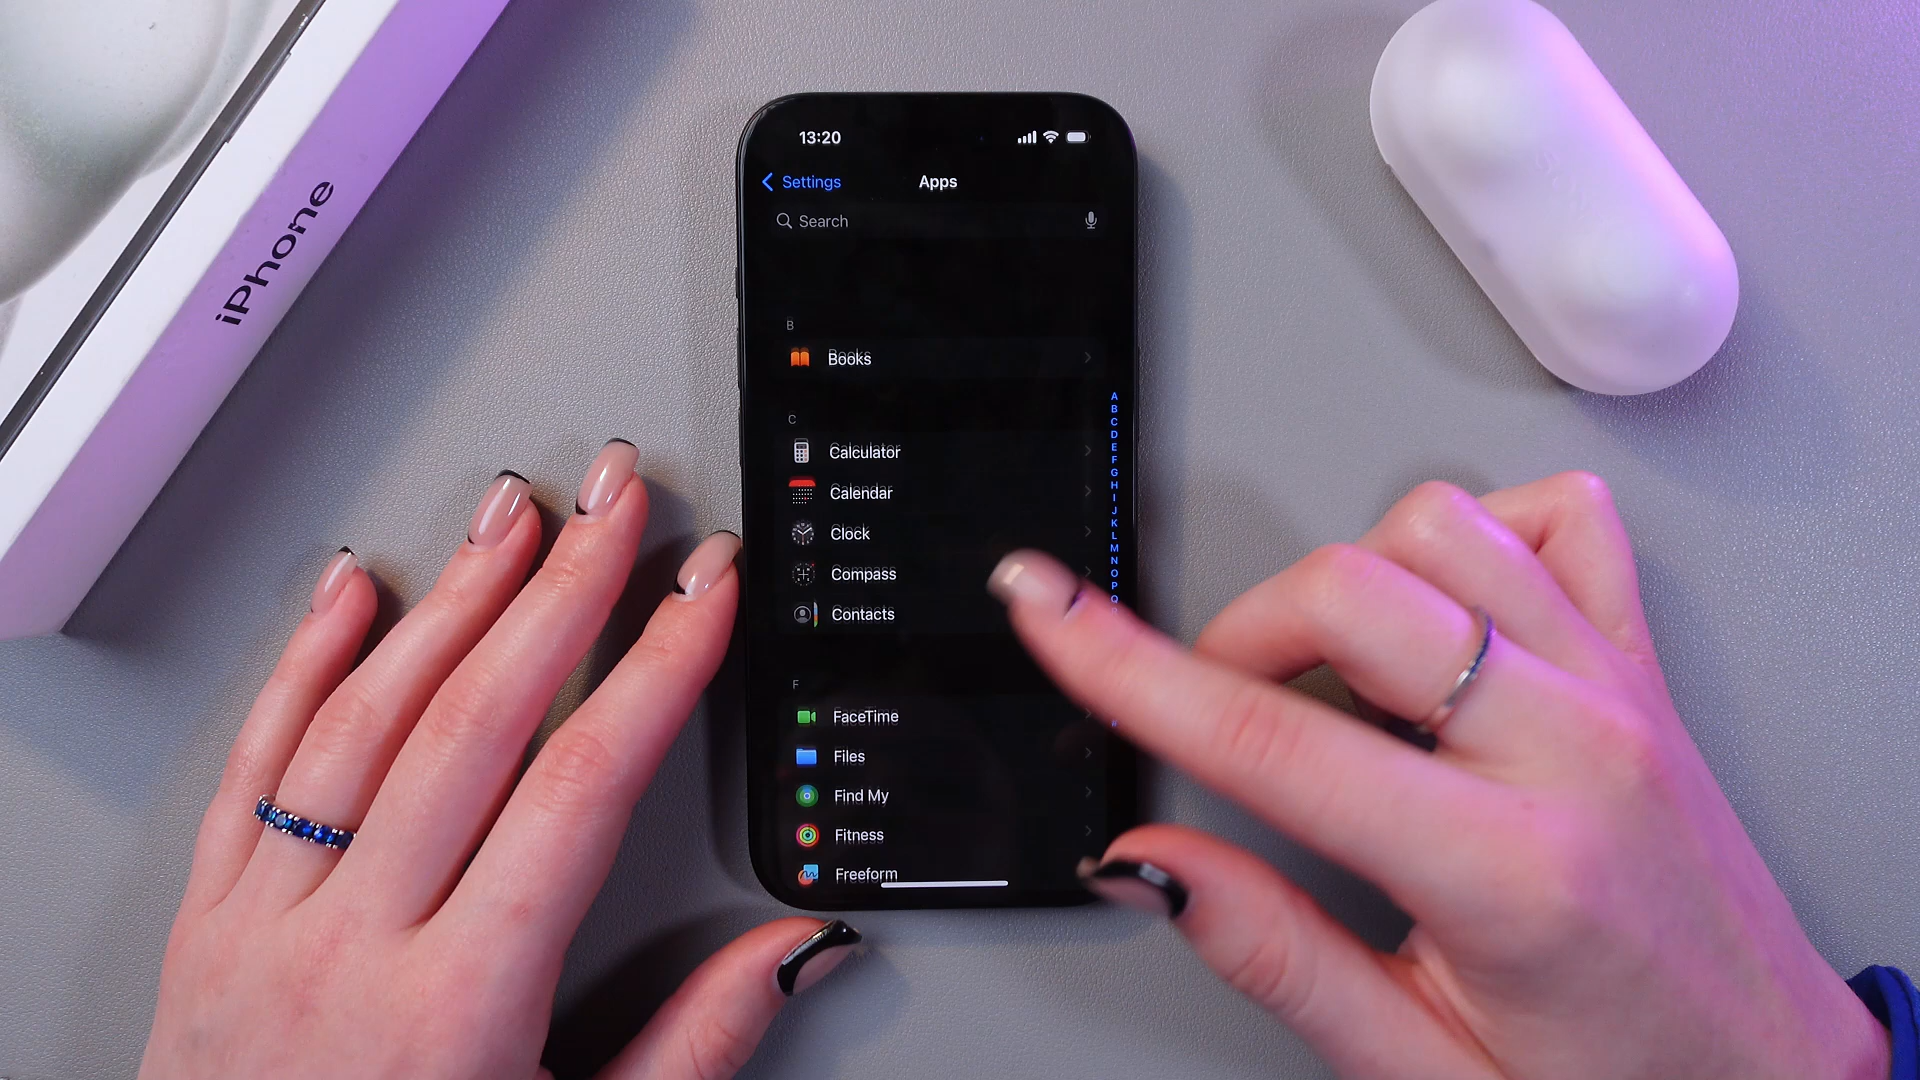 iPhone
13:20
Settings
Apps
Search
B
Books
C
Calculator
Calendar
Clock
Compass
Contacts
F
FaceTime
Files
Find My
Fitness
Freeform
A
B
C
D
E
F
G
H
I
J
K
L
M
N
O
P
Q
#